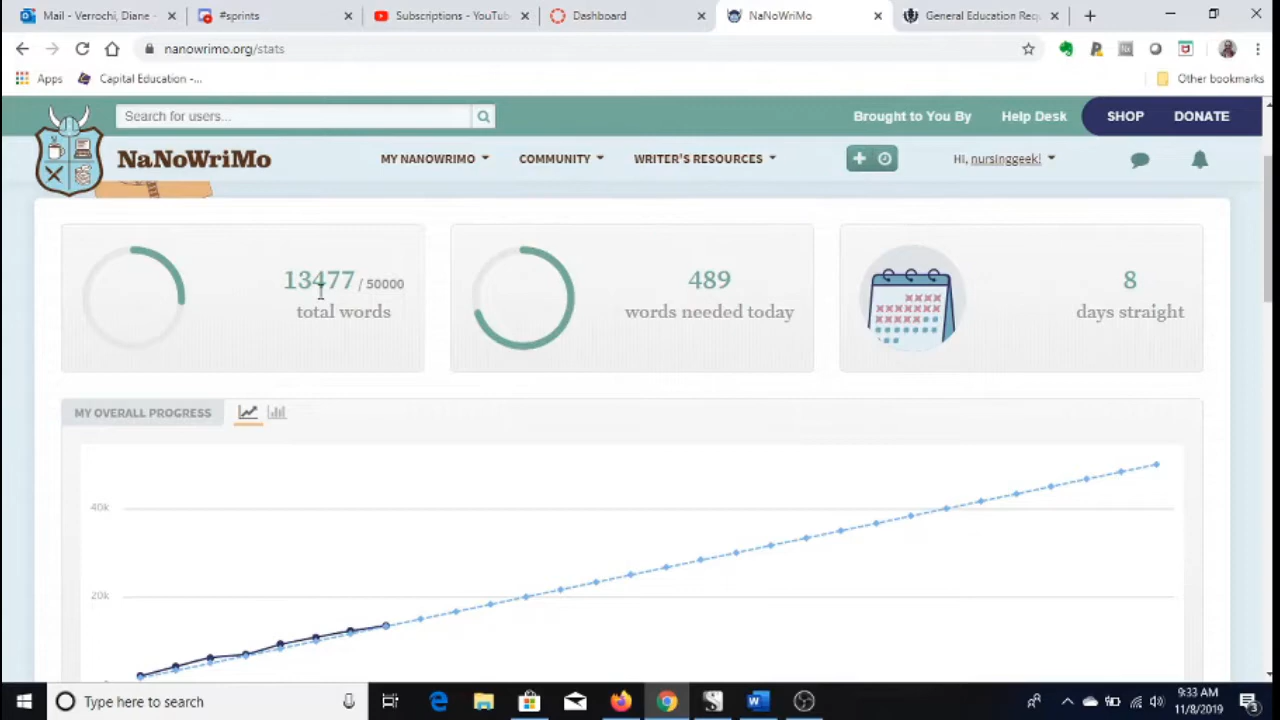 Mail - Verrochi, Diane -
#sprints
Subscriptions - YouTub
Dashboard
NaNoWriMo
General Education Req
nanowrimo.org/stats
Apps
Capital Education -...
Other bookmarks
Search for users...
Brought to You By
Help Desk
SHOP
DONATE
NaNoWriMo
MY NANOWRIMO
COMMUNITY
WRITER'S RESOURCES
Hi, nursinggeek!
13477 / 50000
total words
489
words needed today
8
days straight
MY OVERALL PROGRESS
40k
20k
Type here to search
9:33 AM
11/8/2019